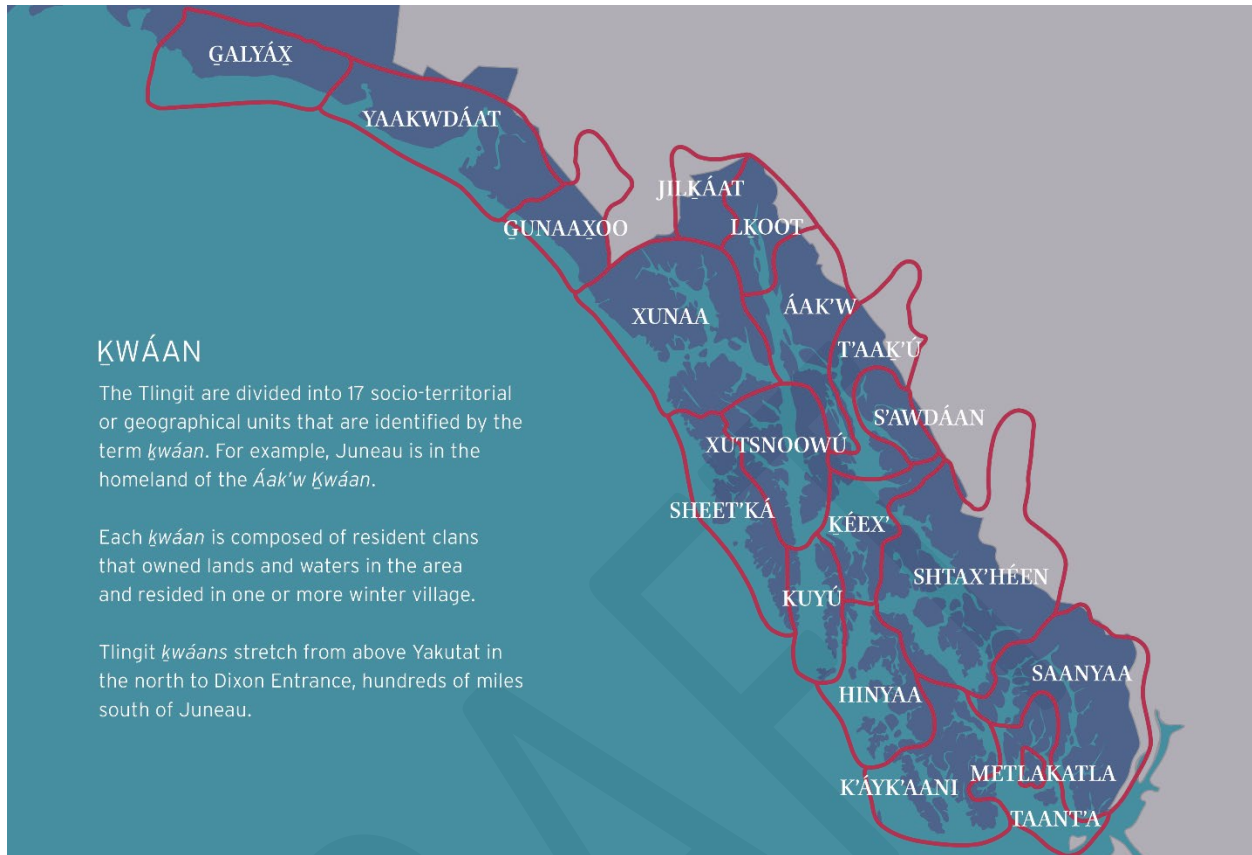 G̱ALYÁX̱
YAAKWDÁAT
G̱UNAAX̱OO
JILḴÁAT
LḴOOT
XUNAA
ÁAK'W
T'AAḴ'Ú
S'AWDÁAN
XUTSNOOWÚ
SHEET'KÁ
ḴÉEX'
KUYÚ
SHTAX'HÉEN
HINYAA
SAANYAA
METLAKATLA
K'ÁYK'AANI
TAANT'A
ḴWÁAN
The Tlingit are divided into 17 socio-territorial
or geographical units that are identified by the
term ḵwáan. For example, Juneau is in the
homeland of the Áak'w Ḵwáan.
Each ḵwáan is composed of resident clans
that owned lands and waters in the area
and resided in one or more winter village.
Tlingit ḵwáans stretch from above Yakutat in
the north to Dixon Entrance, hundreds of miles
south of Juneau.